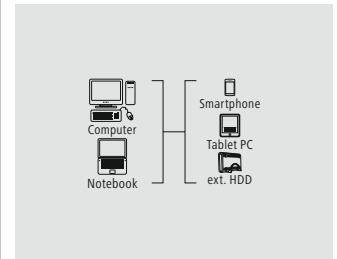 Computer
Notebook
Smartphone
Tablet PC
ext. HDD